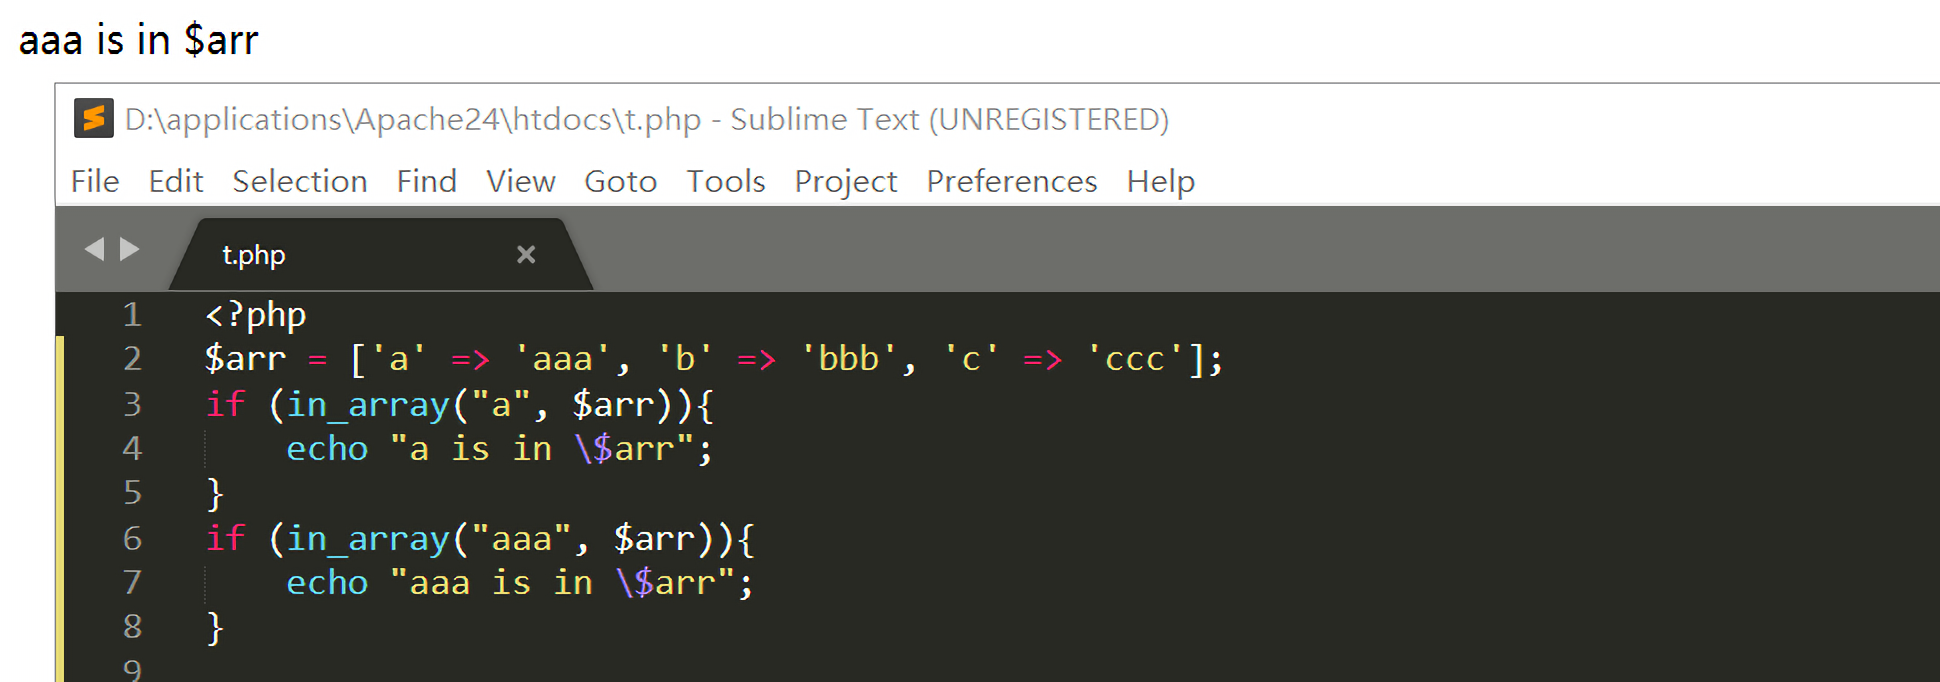 aaa is in $arr
D:\applications\Apache24\htdocs\t.php - Sublime Text (UNREGISTERED)
File Edit Selection Find View Goto Tools Project Preferences Help
t.php
1 <?php
2 $arr = ['a' => 'aaa', 'b' => 'bbb', 'c' => 'ccc'];
3 if (in_array("a", $arr)){
4     echo "a is in \$arr";
5 }
6 if (in_array("aaa", $arr)){
7     echo "aaa is in \$arr";
8 }
9